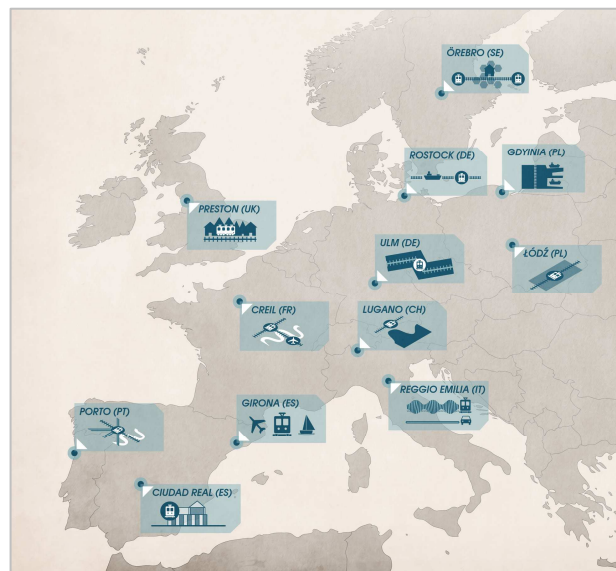 ÖREBRO (SE)
ROSTOCK (DE)
GDYINIA (PL)
PRESTON (UK)
ULM (DE)
ŁÓDŹ (PL)
CREIL (FR)
LUGANO (CH)
REGGIO EMILIA (IT)
PORTO (PT)
GIRONA (ES)
CIUDAD REAL (ES)